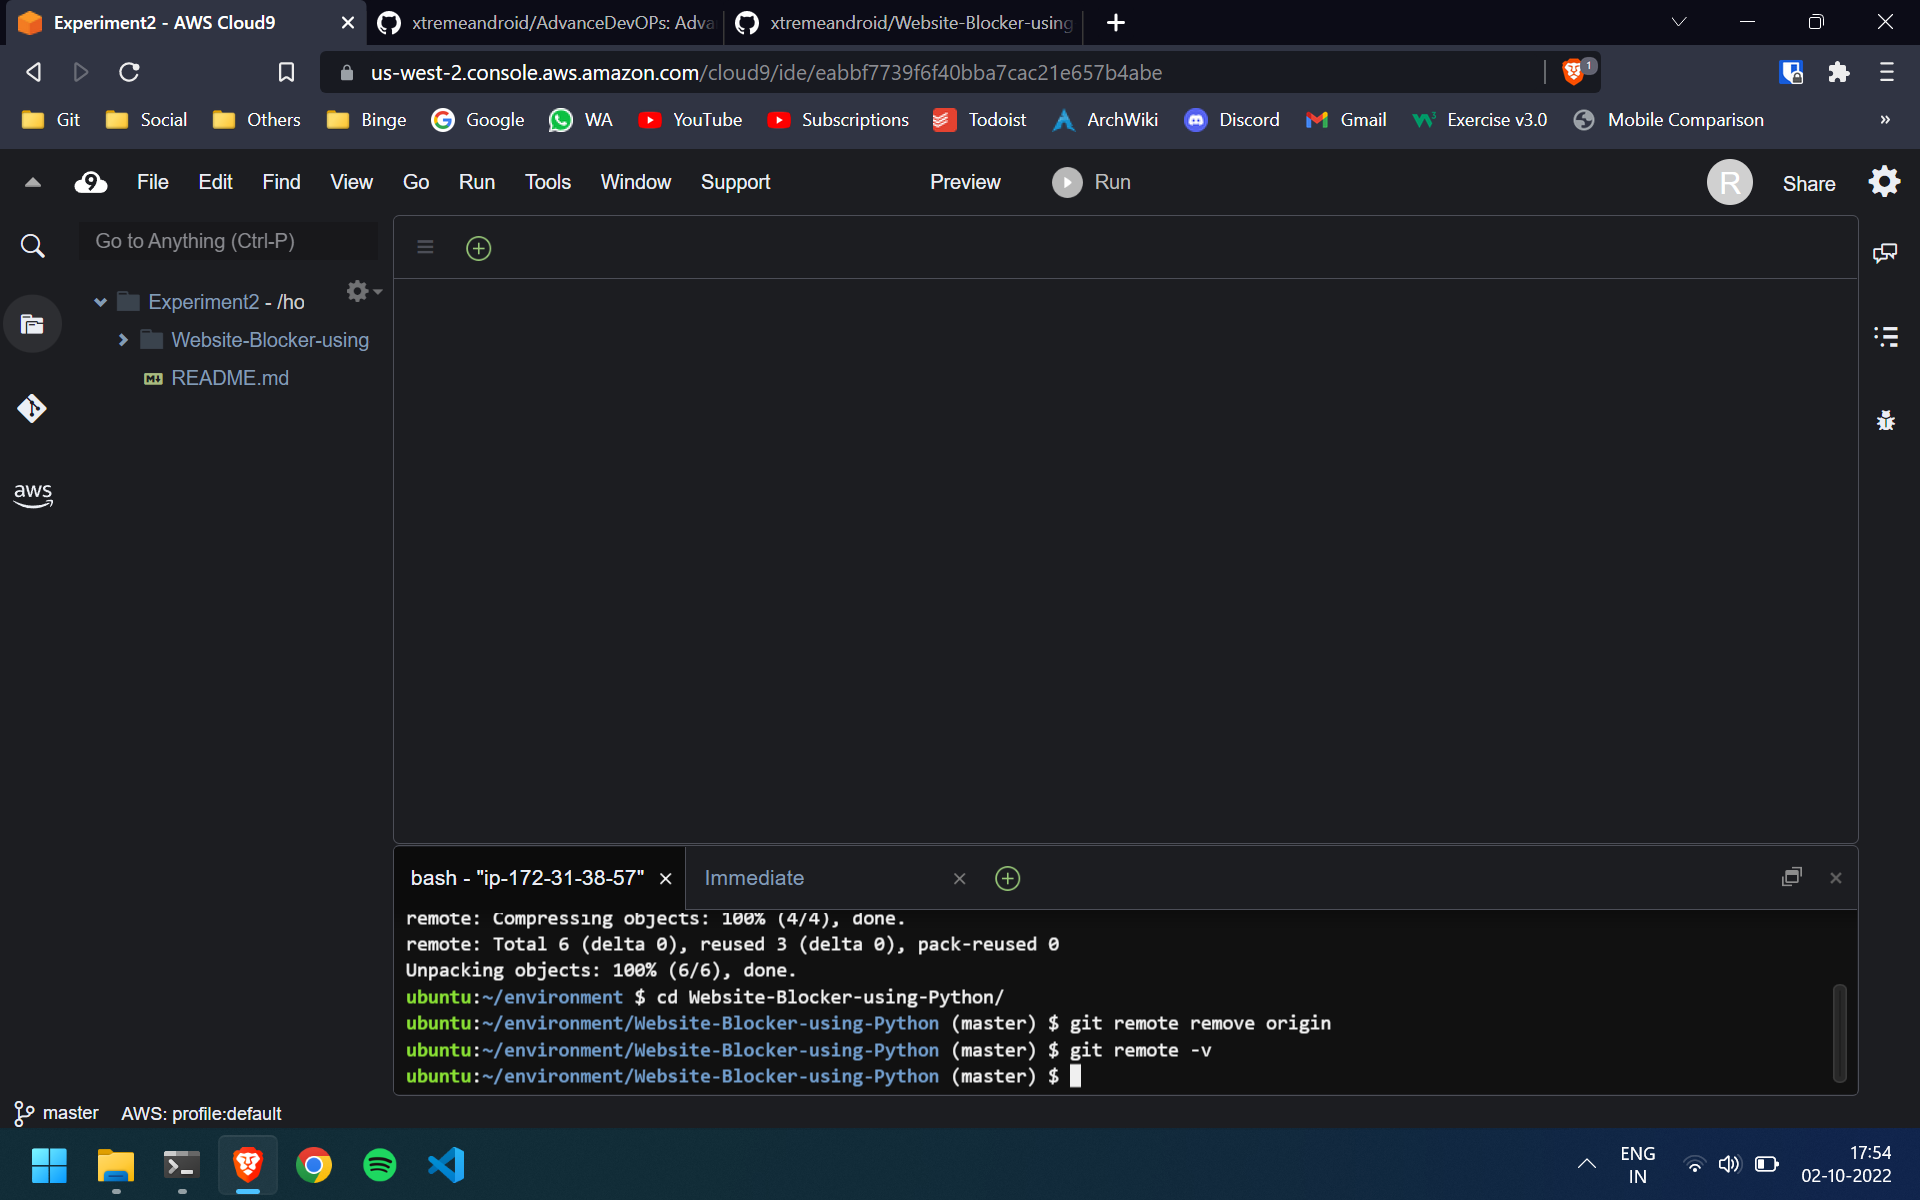 Experiment2 - AWS Cloud9
xtremeandroid/AdvanceDevOPs: Adva
xtremeandroid/Website-Blocker-using
us-west-2.console.aws.amazon.com/cloud9/ide/eabbf7739f6f40bba7cac21e657b4abe
1
Git Social Others Binge Google WA YouTube Subscriptions Todoist ArchWiki Discord Gmail Exercise v3.0 Mobile Comparison »
9 File Edit Find View Go Run Tools Window Support Preview Run R Share
Go to Anything (Ctrl-P)
Experiment2 - /ho
Website-Blocker-using
README.md
aws
bash - "ip-172-31-38-57" Immediate
remote: Compressing objects: 100% (4/4), done.
remote: Total 6 (delta 0), reused 3 (delta 0), pack-reused 0
Unpacking objects: 100% (6/6), done.
ubuntu:~/environment $ cd Website-Blocker-using-Python/
ubuntu:~/environment/Website-Blocker-using-Python (master) $ git remote remove origin
ubuntu:~/environment/Website-Blocker-using-Python (master) $ git remote -v
ubuntu:~/environment/Website-Blocker-using-Python (master) $
master AWS: profile:default
ENG
IN
17:54
02-10-2022